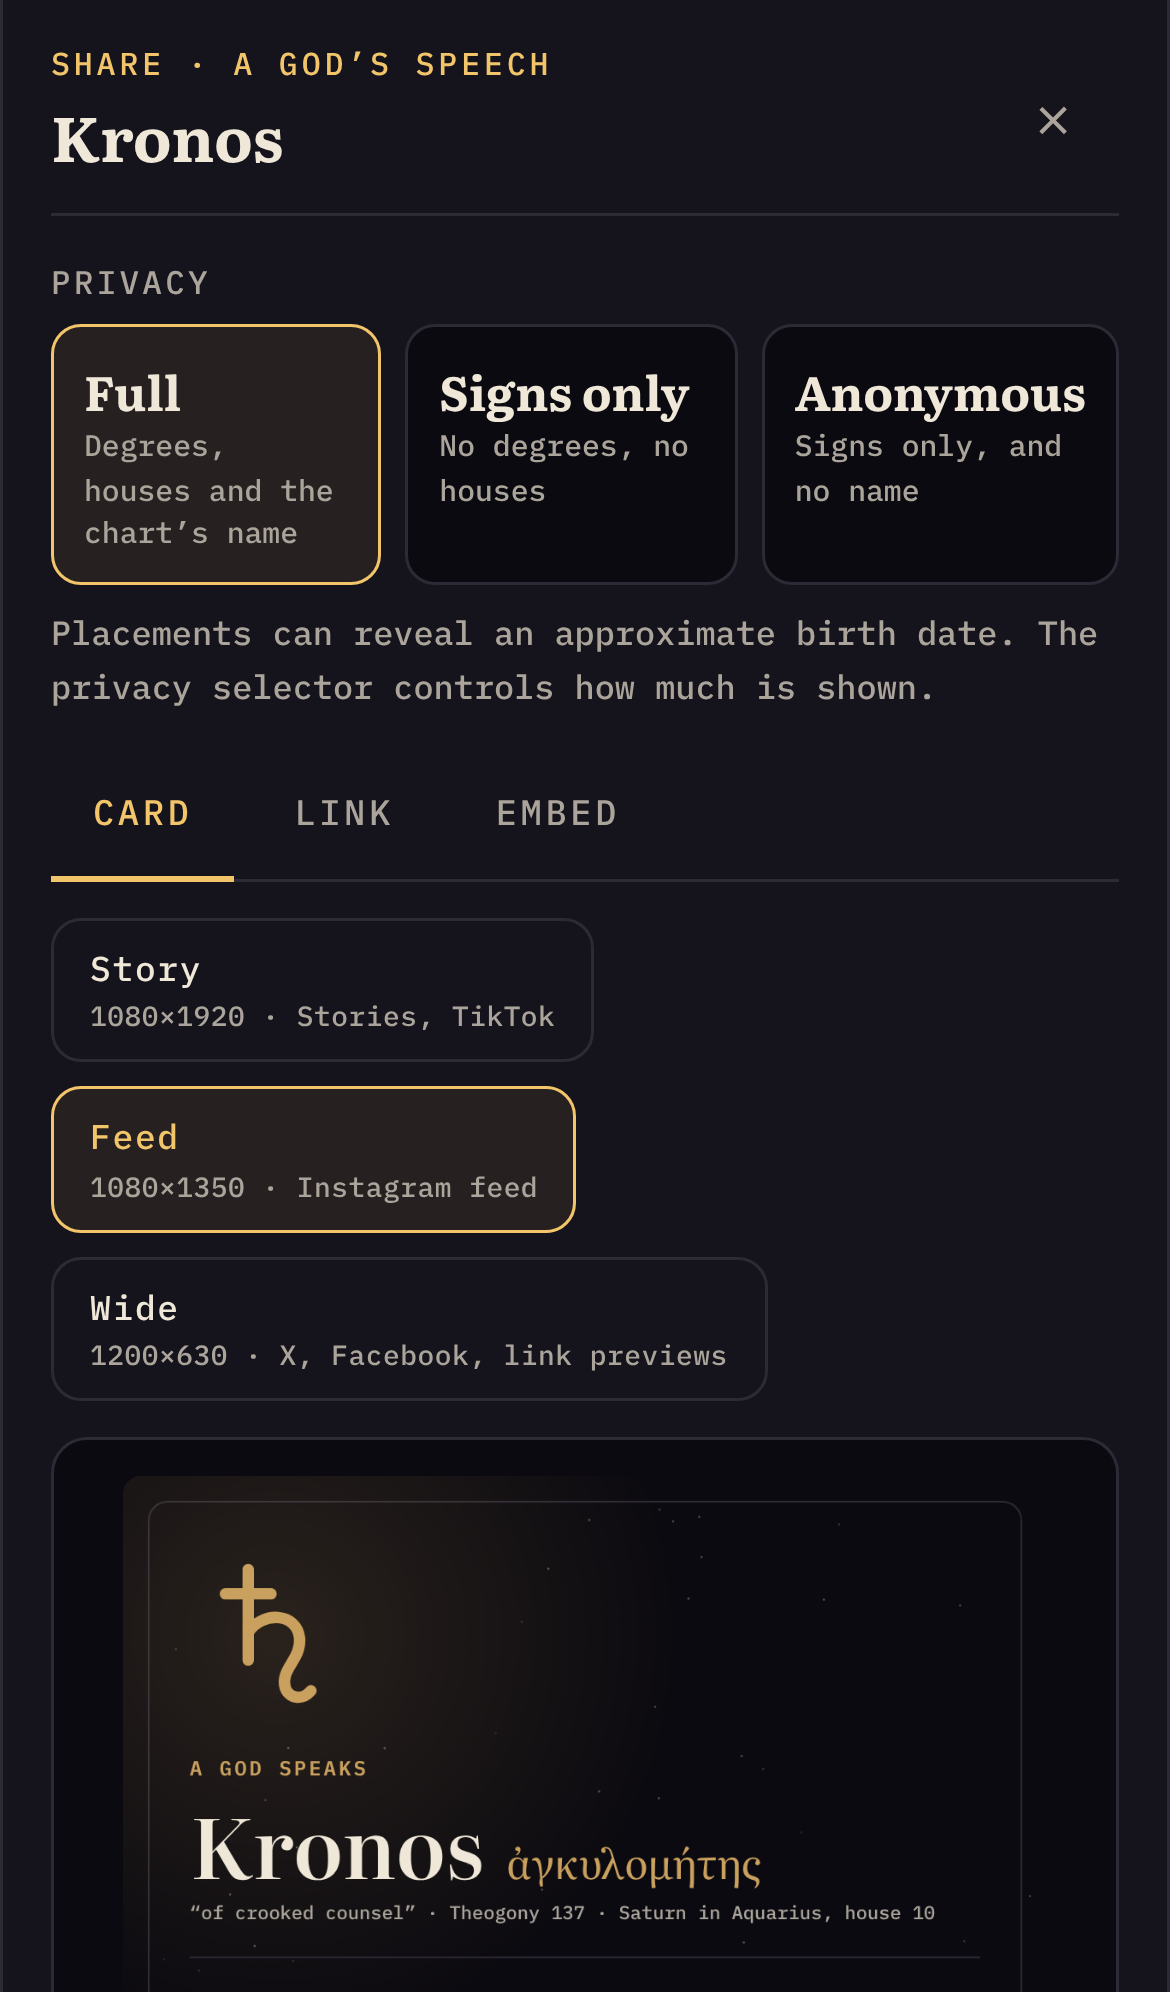 SHARE · A GOD’S SPEECH
Kronos
PRIVACY
Full
Degrees,
houses and the
chart’s name
Signs only
No degrees, no
houses
Anonymous
Signs only, and
no name
Placements can reveal an approximate birth date. The
privacy selector controls how much is shown.
CARD LINK EMBED
Story
1080×1920 · Stories, TikTok
Feed
1080×1350 · Instagram feed
Wide
1200×630 · X, Facebook, link previews
A GOD SPEAKS
Kronos ἀγκυλομήτης
“of crooked counsel” · Theogony 137 · Saturn in Aquarius, house 10